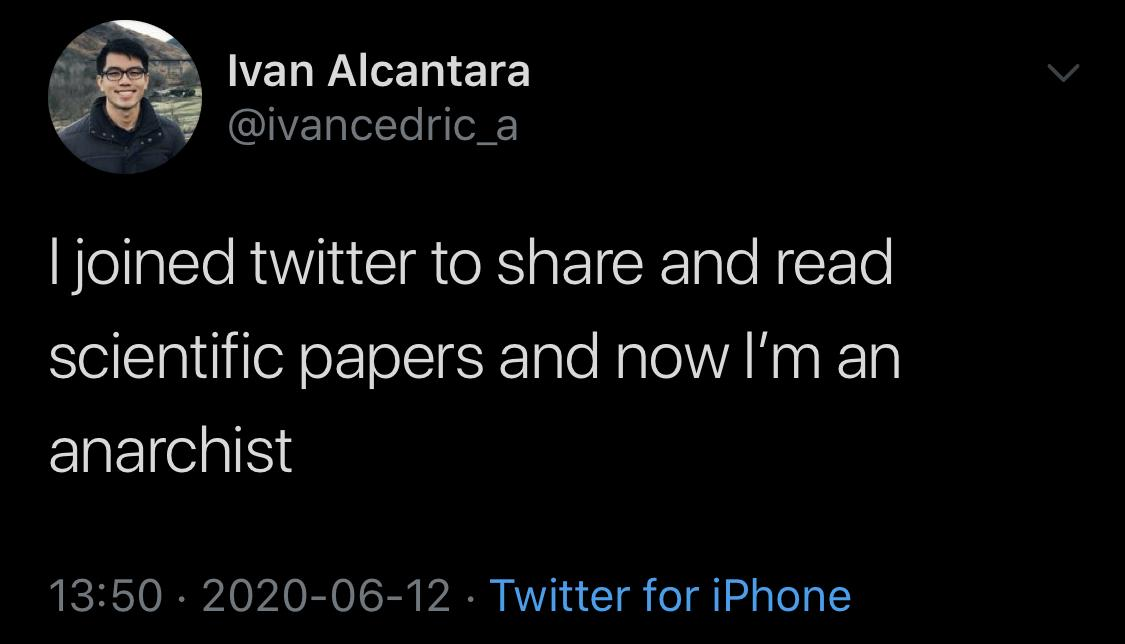 Ivan Alcantara
@ivancedric_a
I joined twitter to share and read
scientific papers and now I’m an
anarchist
13:50 · 2020-06-12 · Twitter for iPhone